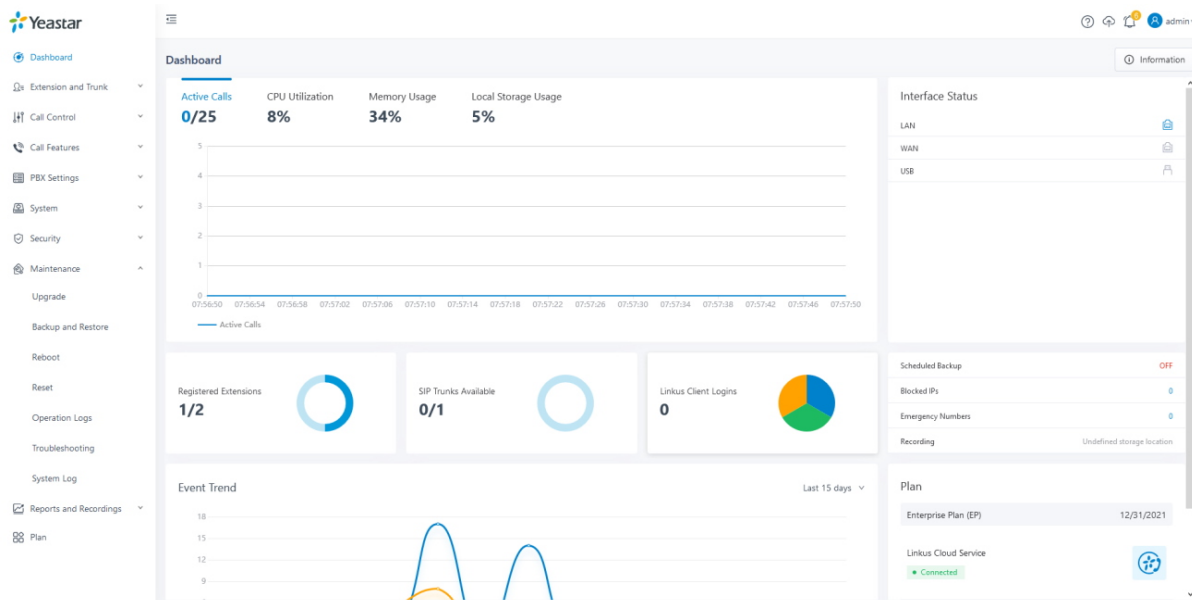 Yeastar
5
A
admin
Dashboard
Extension and Trunk
Call Control
Call Features
PBX Settings
System
Security
Maintenance
Upgrade
Backup and Restore
Reboot
Reset
Operation Logs
Troubleshooting
System Log
Reports and Recordings
Plan
Dashboard
Information
Active Calls CPU Utilization Memory Usage Local Storage Usage
0/25 8% 34% 5%
5
4
3
2
1
0
07:56:50 07:56:54 07:56:58 07:57:02 07:57:06 07:57:10 07:57:14 07:57:18 07:57:22 07:57:26 07:57:30 07:57:34 07:57:38 07:57:42 07:57:46 07:57:50
Active Calls
Interface Status
LAN
WAN
USB
Registered Extensions
1/2
SIP Trunks Available
0/1
Linkus Client Logins
0
Scheduled Backup OFF
Blocked IPs 0
Emergency Numbers 0
Recording Undefined storage location
Event Trend Last 15 days
18
15
12
9
Plan
Enterprise Plan (EP) 12/31/2021
Linkus Cloud Service
Connected